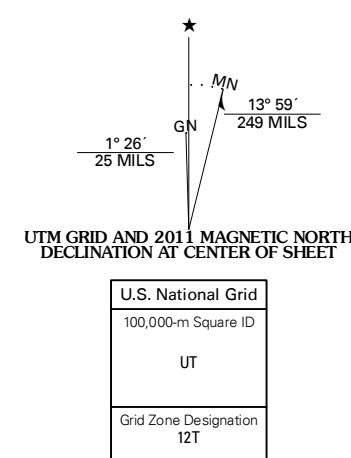 ★
MN
GN
13° 59´
249 MILS
1° 26´
25 MILS
UTM GRID AND 2011 MAGNETIC NORTH
DECLINATION AT CENTER OF SHEET
U.S. National Grid
100,000-m Square ID
UT
Grid Zone Designation
12T